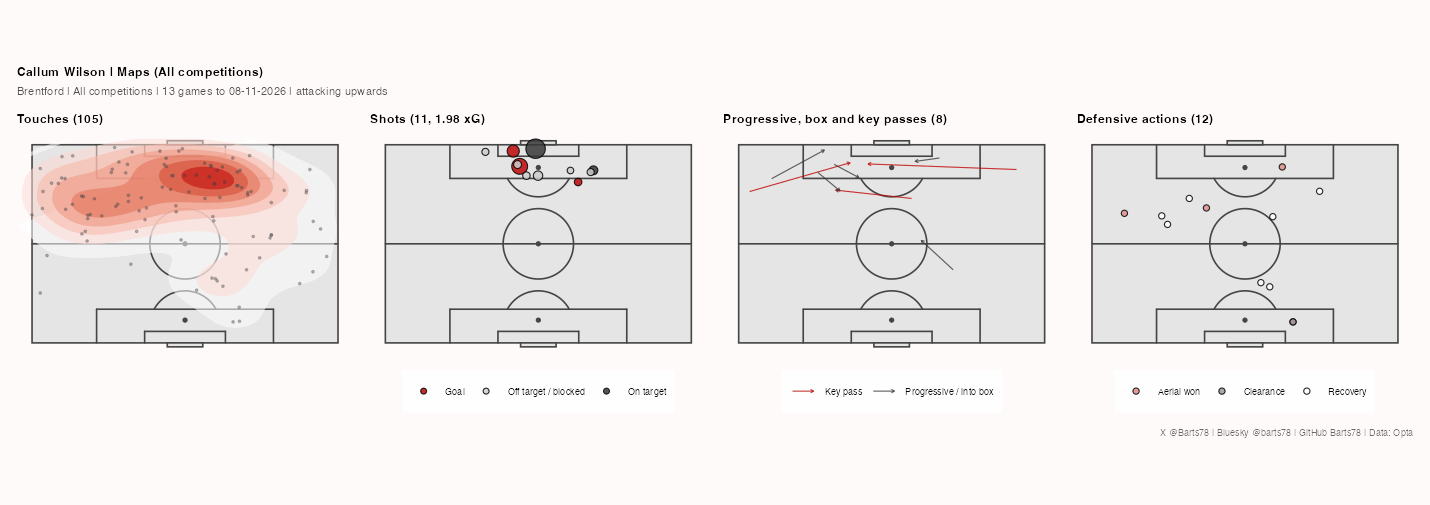 Callum Wilson | Maps (All competitions)
Brentford | All competitions | 13 games to 08-11-2026 | attacking upwards
Touches (105)
Shots (11, 1.98 xG)
Progressive, box and key passes (8)
Defensive actions (12)
Goal
Off target / blocked
On target
Key pass
Progressive / into box
Aerial won
Clearance
Recovery
X @Barts78 | Bluesky @barts78 | GitHub Barts78 | Data: Opta